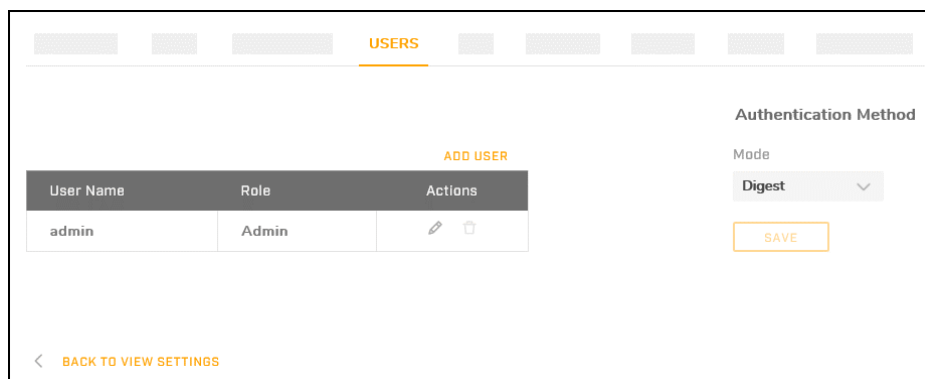 USERS
Authentication Method
ADD USER
Mode
User Name Role Actions
Digest
admin Admin
SAVE
BACK TO VIEW SETTINGS